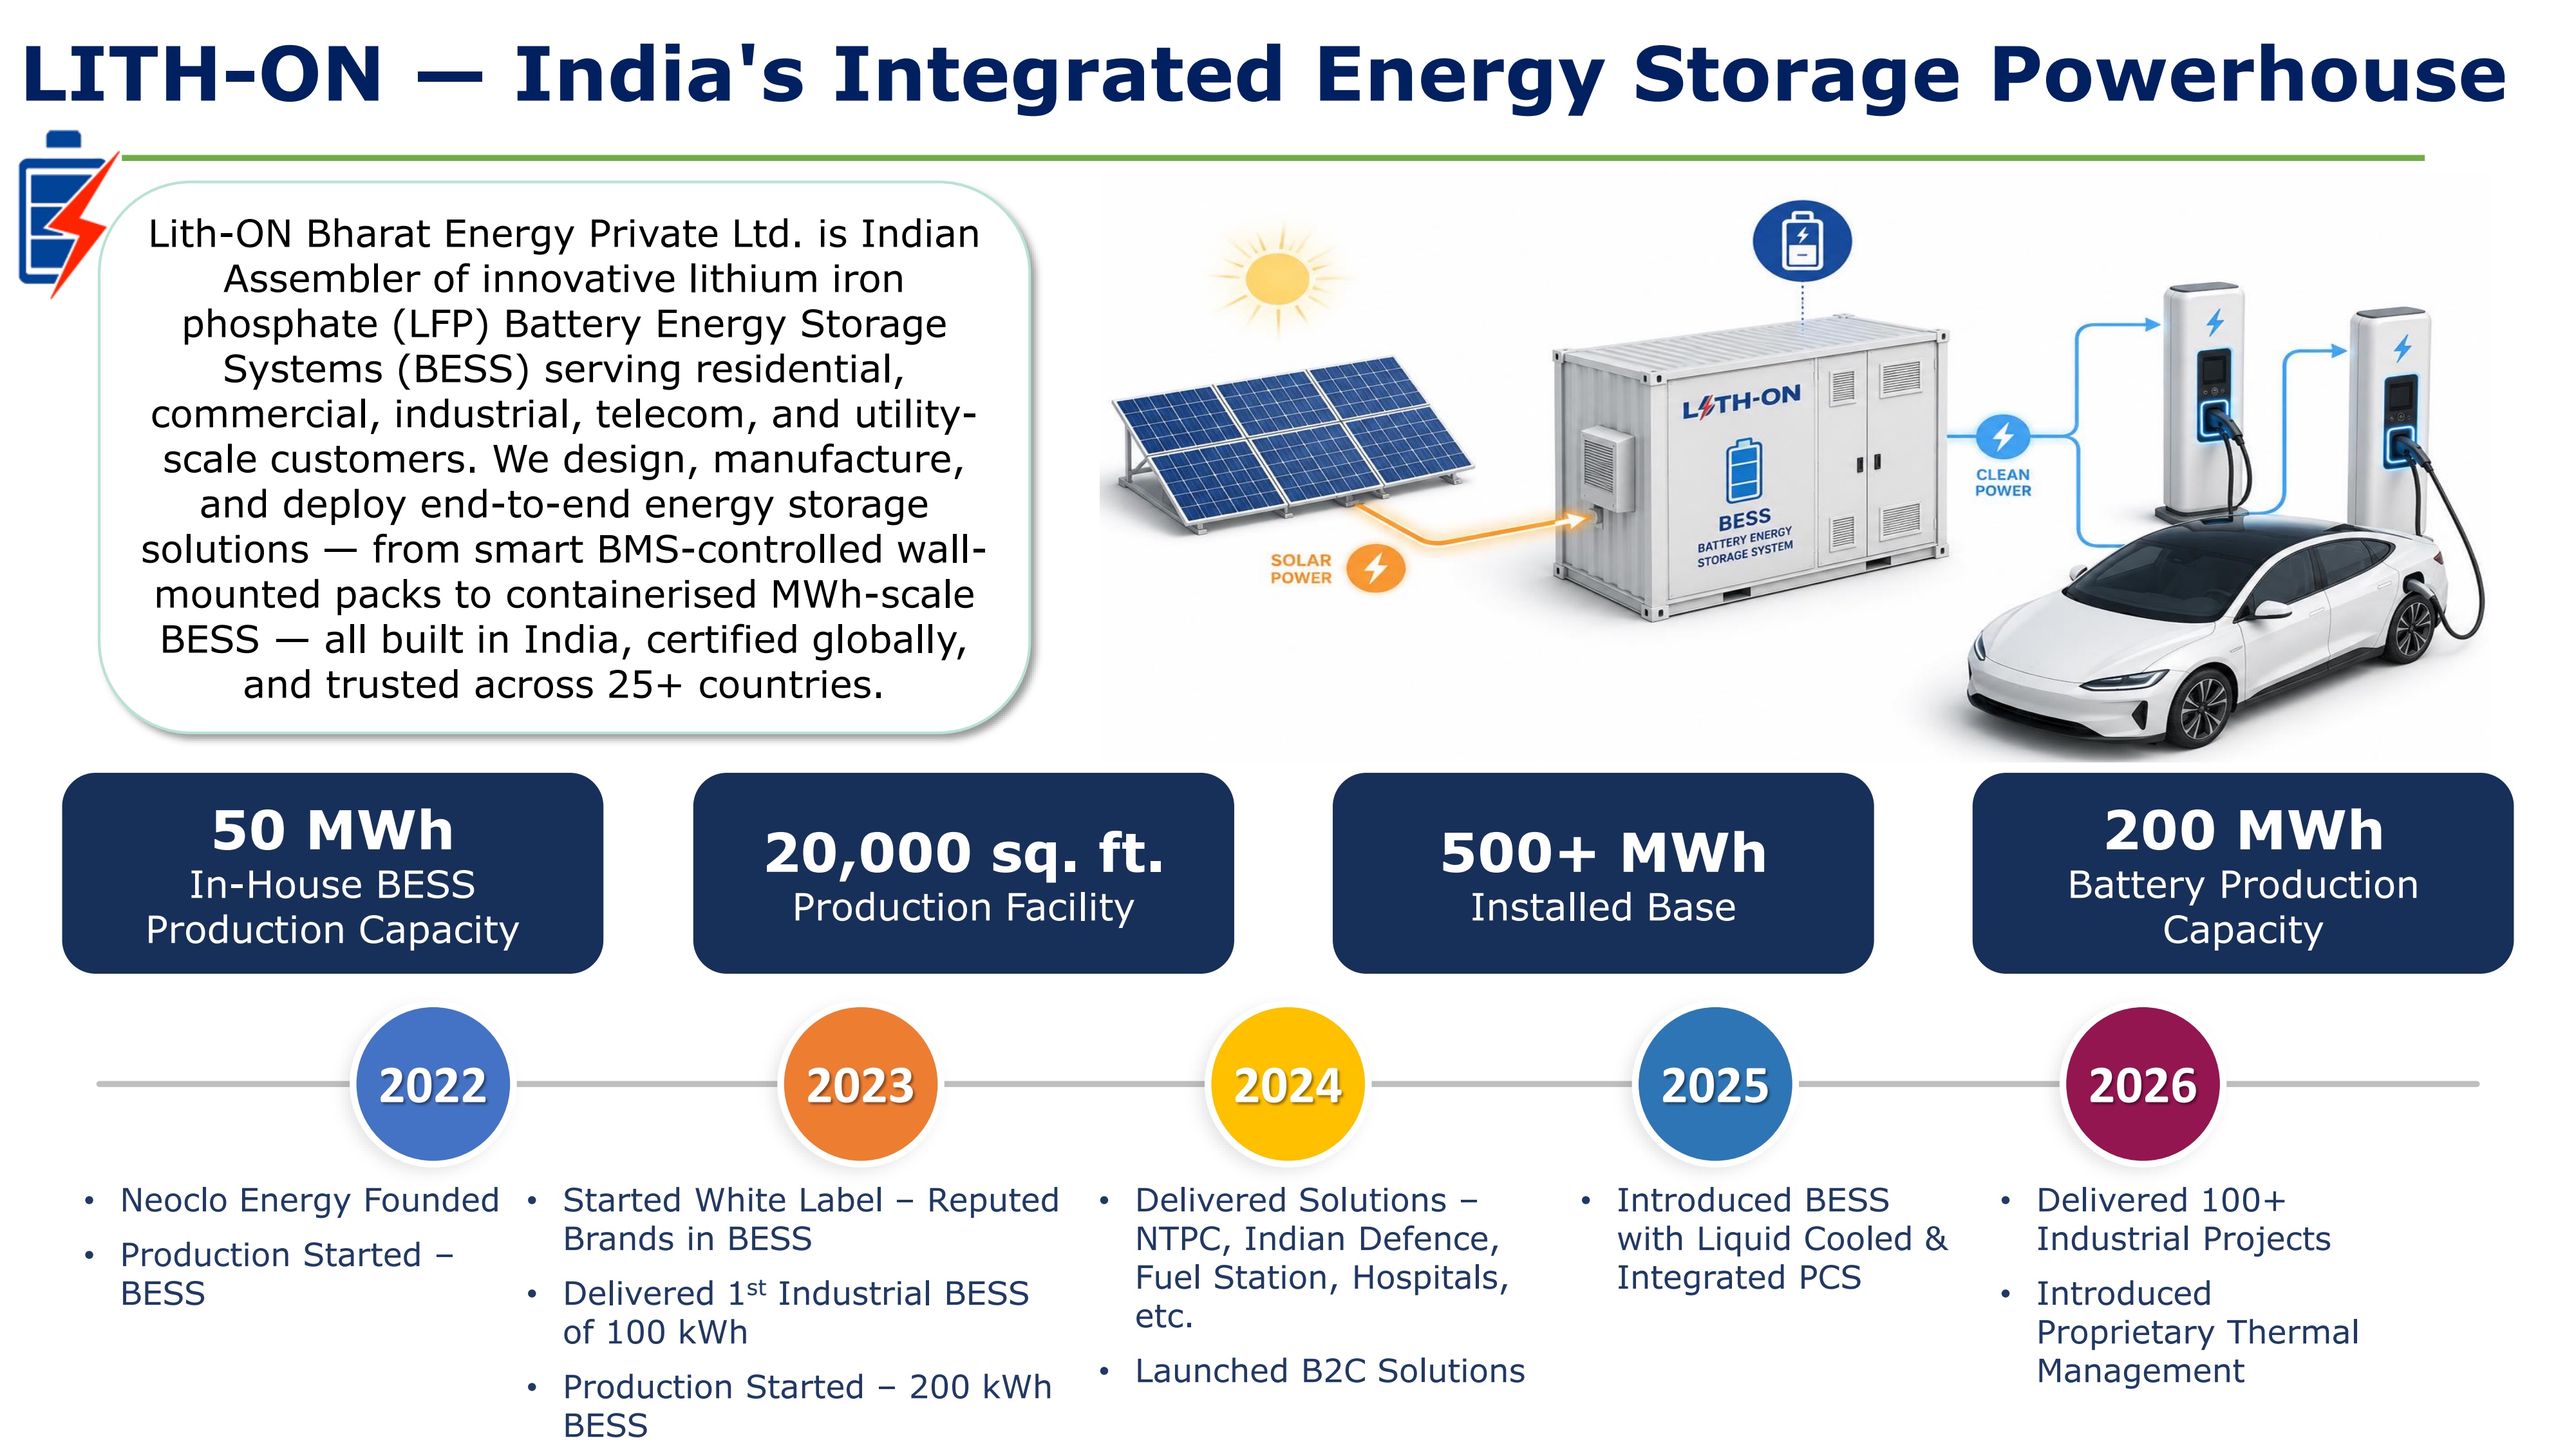 LITH-ON — India's Integrated Energy Storage Powerhouse
Lith-ON Bharat Energy Private Ltd. is Indian
Assembler of innovative lithium iron
phosphate (LFP) Battery Energy Storage
Systems (BESS) serving residential,
commercial, industrial, telecom, and utility-
scale customers. We design, manufacture,
and deploy end-to-end energy storage
solutions — from smart BMS-controlled wall-
mounted packs to containerised MWh-scale
BESS — all built in India, certified globally,
and trusted across 25+ countries.
SOLAR
POWER
LITH-ON
BESS
BATTERY ENERGY
STORAGE SYSTEM
CLEAN
POWER
50 MWh
In-House BESS
Production Capacity
20,000 sq. ft.
Production Facility
500+ MWh
Installed Base
200 MWh
Battery Production
Capacity
2022
2023
2024
2025
2026
• Neoclo Energy Founded
• Production Started –
BESS
• Started White Label – Reputed
Brands in BESS
• Delivered 1st Industrial BESS
of 100 kWh
• Production Started – 200 kWh
BESS
• Delivered Solutions –
NTPC, Indian Defence,
Fuel Station, Hospitals,
etc.
• Launched B2C Solutions
• Introduced BESS
with Liquid Cooled &
Integrated PCS
• Delivered 100+
Industrial Projects
• Introduced
Proprietary Thermal
Management